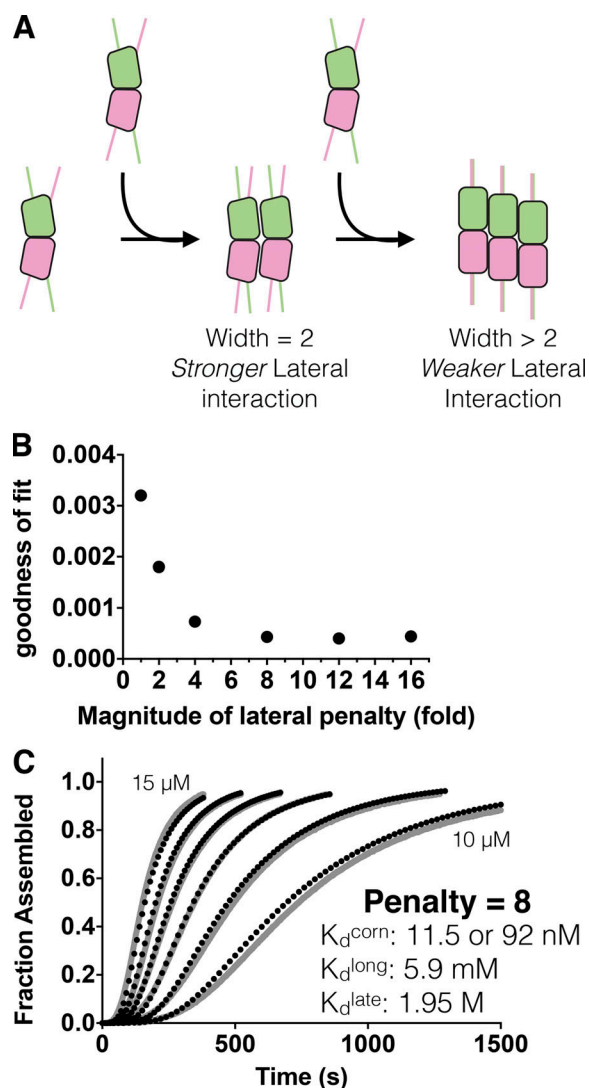 A
Width = 2
Stronger Lateral
interaction
Width > 2
Weaker Lateral
Interaction
B
goodness of fit
0.004
0.003
0.002
0.001
0.000
0 2 4 6 8 10 12 14 16
Magnitude of lateral penalty (fold)
C
Fraction Assembled
1.0
0.8
0.6
0.4
0.2
0.0
15 µM
10 µM
Penalty = 8
Kdcorn: 11.5 or 92 nM
Kdlong: 5.9 mM
Kdlate: 1.95 M
0 500 1000 1500
Time (s)